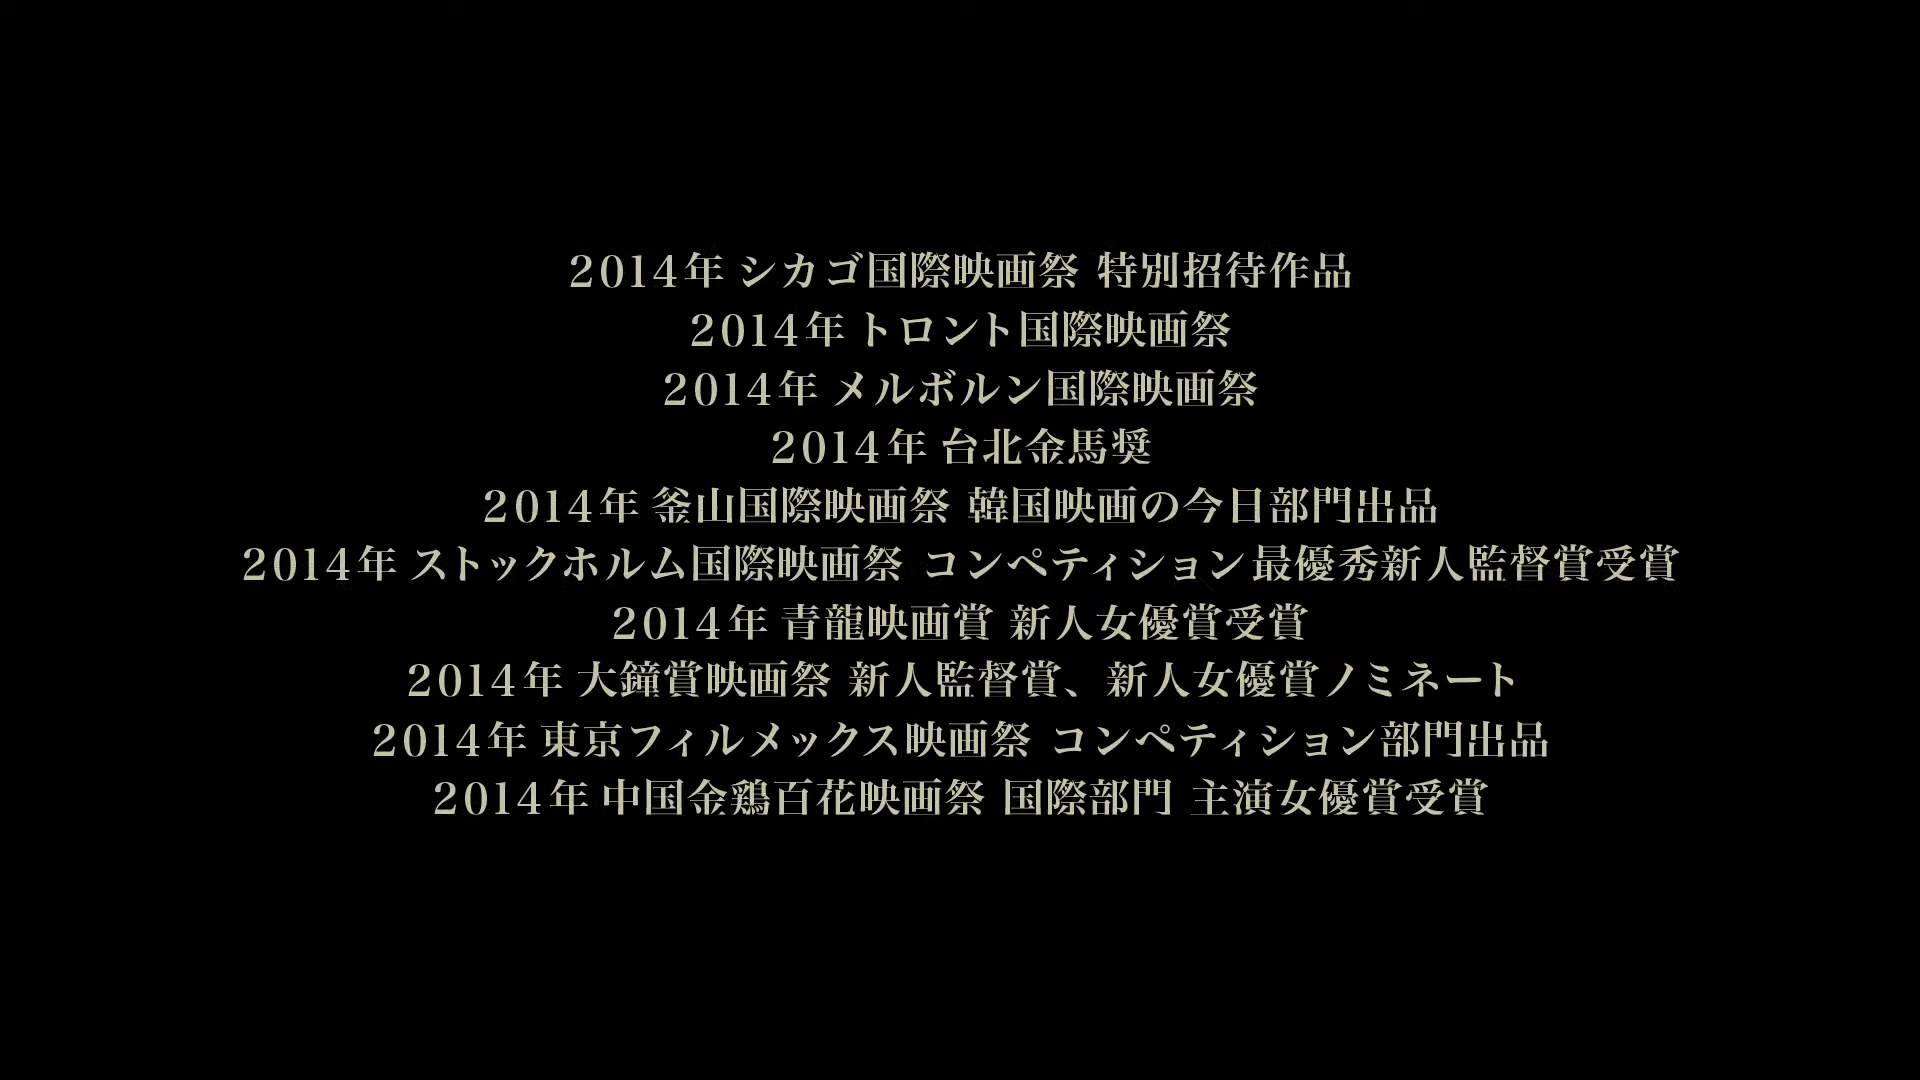 2014年 シカゴ国際映画祭 特別招待作品
2014年 トロント国際映画祭
2014年 メルボルン国際映画祭
2014年 台北金馬奨
2014年 釜山国際映画祭 韓国映画の今日部門出品
2014年 ストックホルム国際映画祭 コンペティション最優秀新人監督賞受賞
2014年 青龍映画賞 新人女優賞受賞
2014年 大鐘賞映画祭 新人監督賞、新人女優賞ノミネート
2014年 東京フィルメックス映画祭 コンペティション部門出品
2014年 中国金鶏百花映画祭 国際部門 主演女優賞受賞